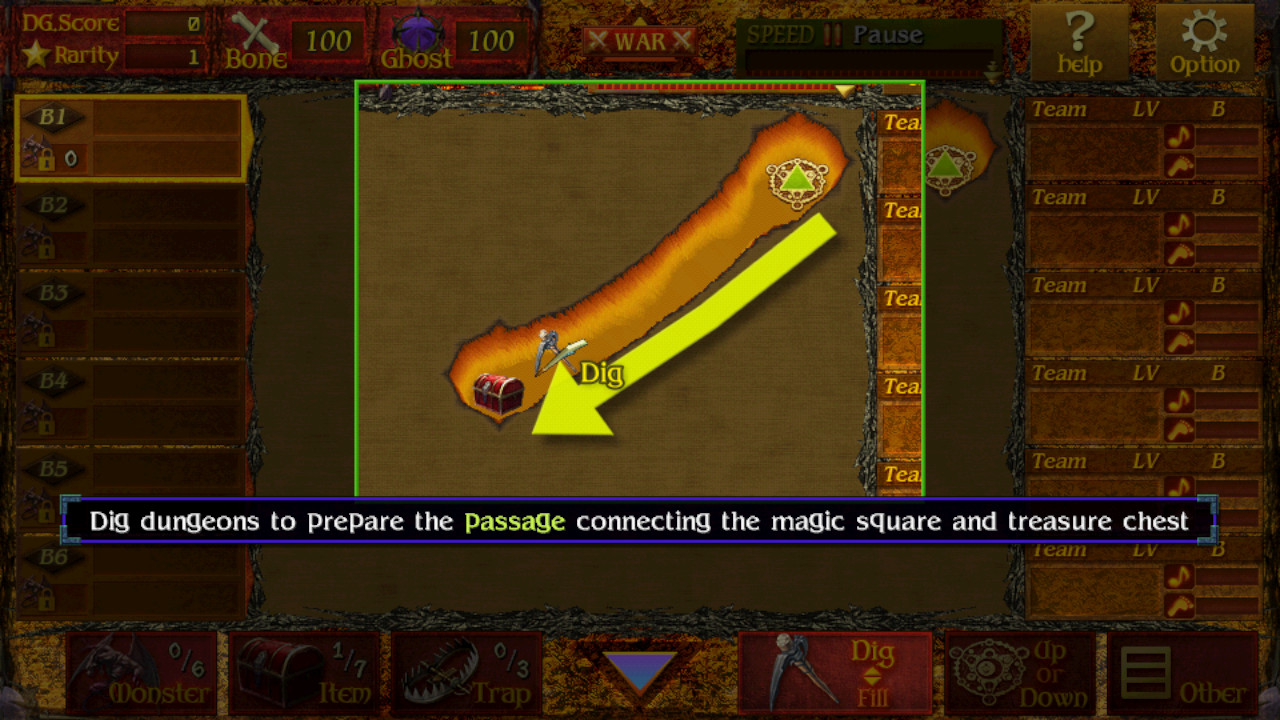 DG.Score 0
Rarity 1
Bone 100
Ghost 100
WAR
SPEED Pause
? help
Option
B1
0
B2
B3
B4
B5
B6
Tea
Tea
Tea
Tea
Tea
Dig
Team LV B
Team LV B
Team LV B
Team LV B
Team LV B
Team LV B
Dig dungeons to prepare the passage connecting the magic square and treasure chest
0/6 Monster
1/7 Item
0/3 Trap
Dig
Fill
Up
or
Down
Other